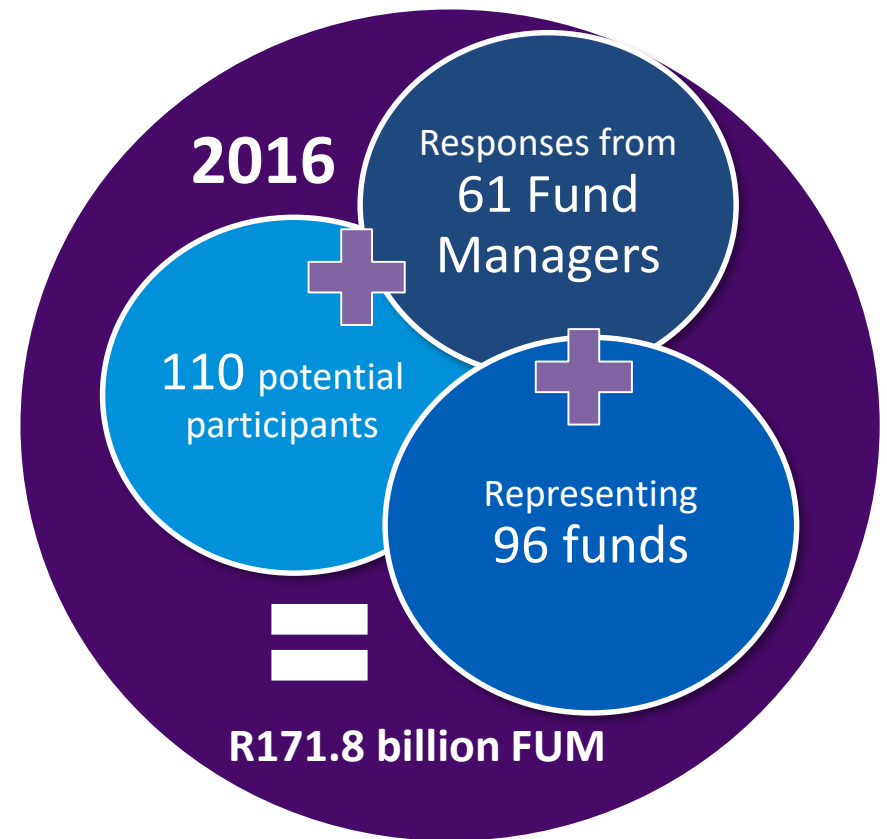 2016
Responses from
61 Fund
Managers
110 potential
participants
Representing
96 funds
R171.8 billion FUM